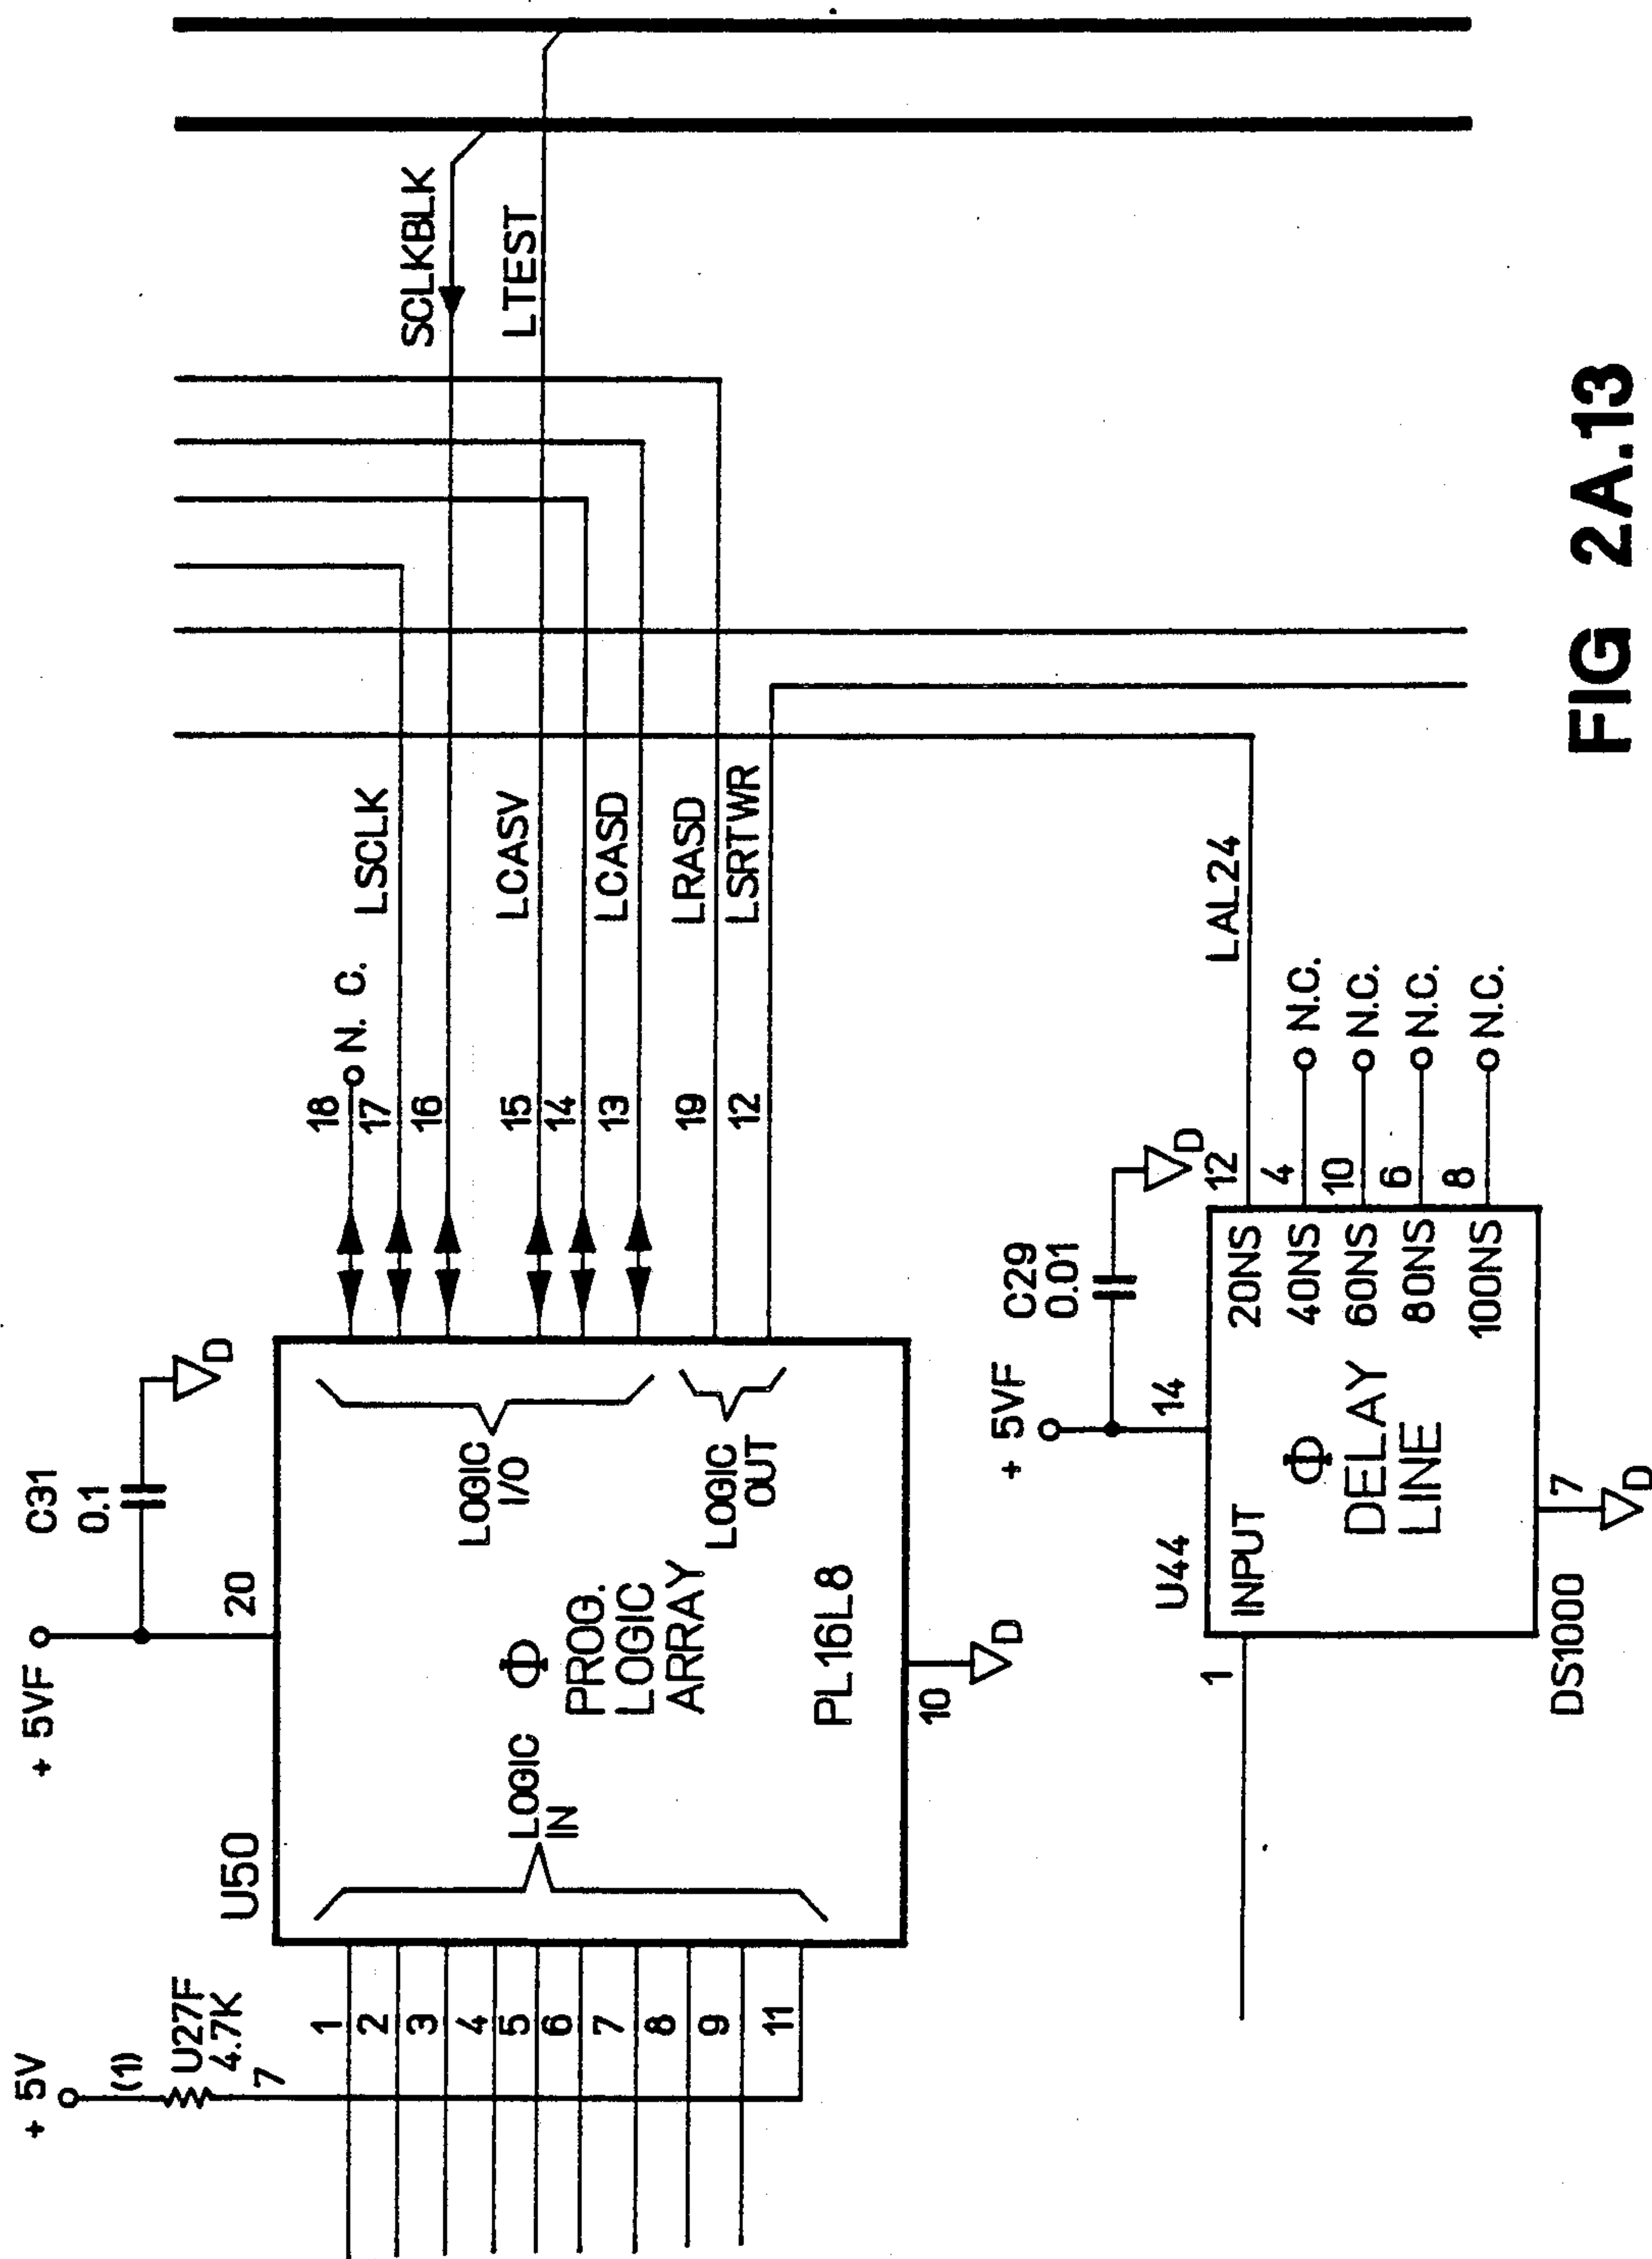 + 5V
(1)
U27F
4.7K
7
+ 5VF
C31
0.1
D
20
U50
1
2
3
4
5
6
7
8
9
11
LOGIC
IN
Φ
PROG.
LOGIC
ARRAY
PL16L8
LOGIC
I/O
LOGIC
OUT
10
D
18
N. C.
17
LSCLK
16
SCLKBLK
15
LCASV
LTEST
14
13
LCASD
19
LRASD
12
LSRTWR
+ 5VF
C29
0.01
D
14
U44
1
INPUT
Φ
DELAY
LINE
20NS
40NS
60NS
80NS
100NS
12
LAL24
4
N.C.
10
N.C.
6
N.C.
8
N.C.
DS1000
7
D
FIG 2A.13